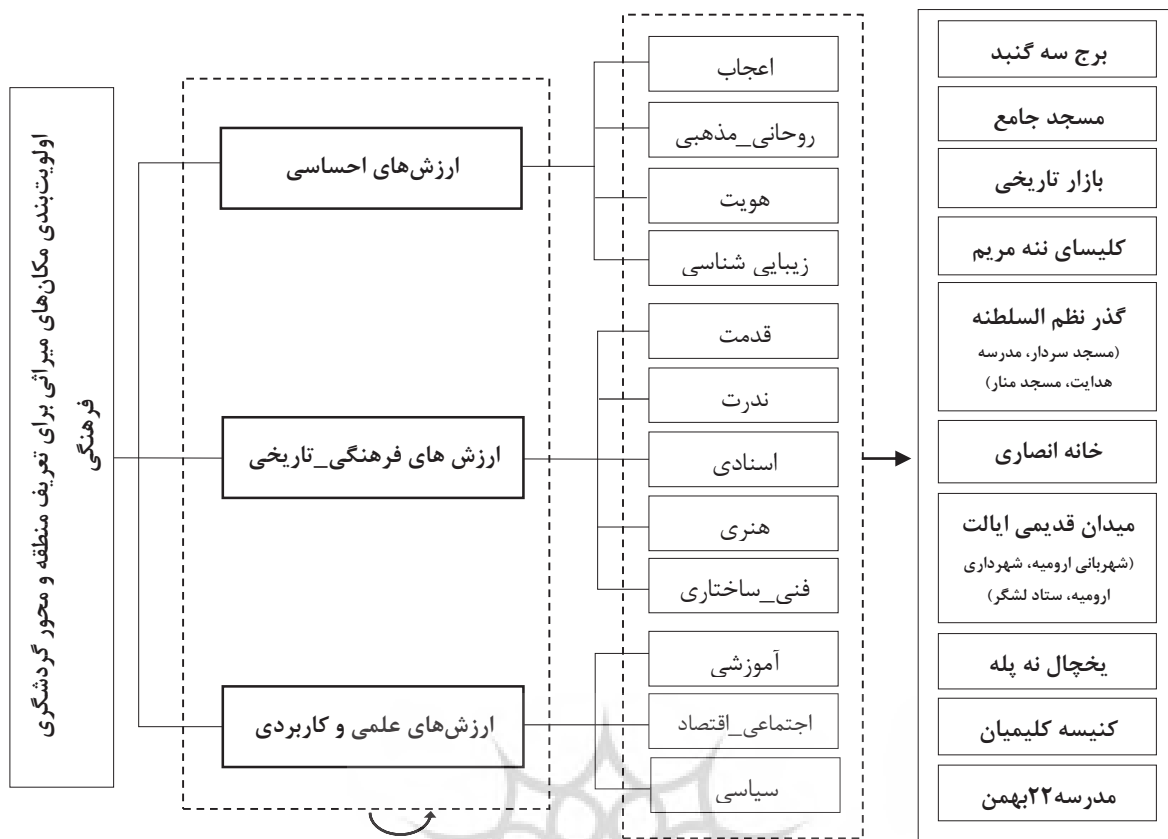 اولویت‌بندی مکان‌های میراثی برای تعریف منطقه و محور گردشگری
فرهنگی
ارزش‌های احساسی
ارزش های فرهنگی_تاریخی
ارزش‌های علمی و کاربردی
اعجاب
روحانی_مذهبی
هویت
زیبایی شناسی
قدمت
ندرت
اسنادی
هنری
فنی_ساختاری
آموزشی
اجتماعی_اقتصاد
سیاسی
برج سه گنبد
مسجد جامع
بازار تاریخی
کلیسای ننه مریم
گذر نظم السلطنه
(مسجد سردار، مدرسه
هدایت، مسجد منار)
خانه انصاری
میدان قدیمی ایالت
(شهربانی ارومیه، شهرداری
ارومیه، ستاد لشگر)
یخچال نه پله
کنیسه کلیمیان
مدرسه۲۲بهمن